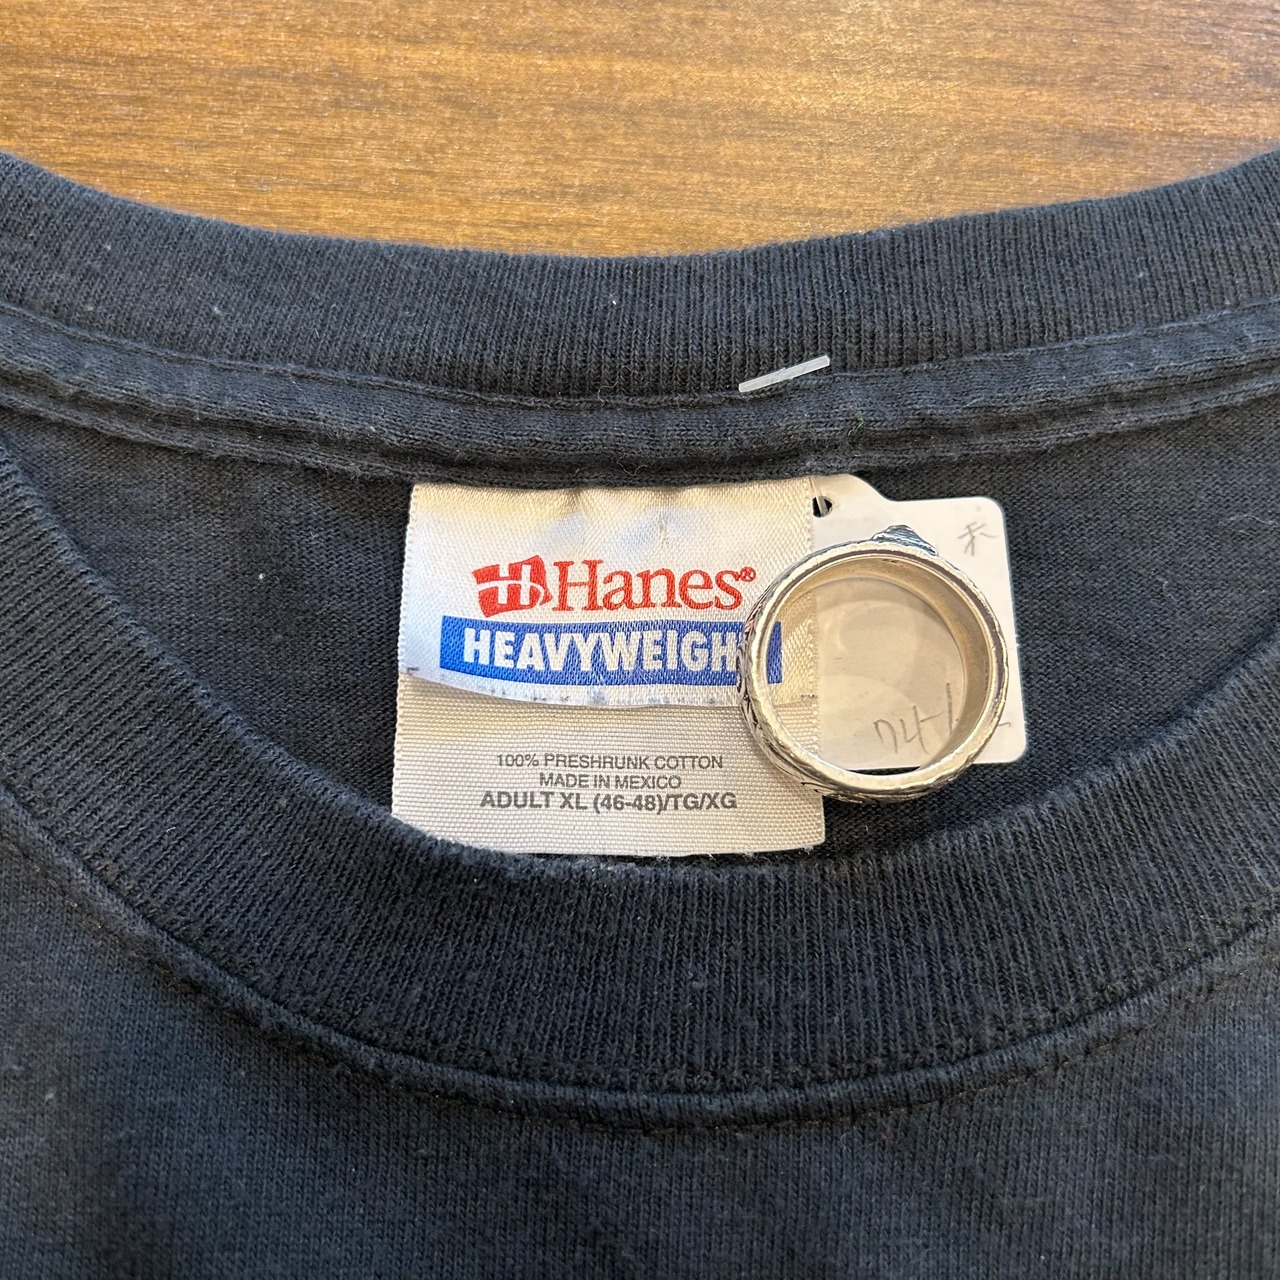 Hanes®
HEAVYWEIGH
100% PRESHRUNK COTTON
MADE IN MEXICO
ADULT XL (46-48)/TG/XG